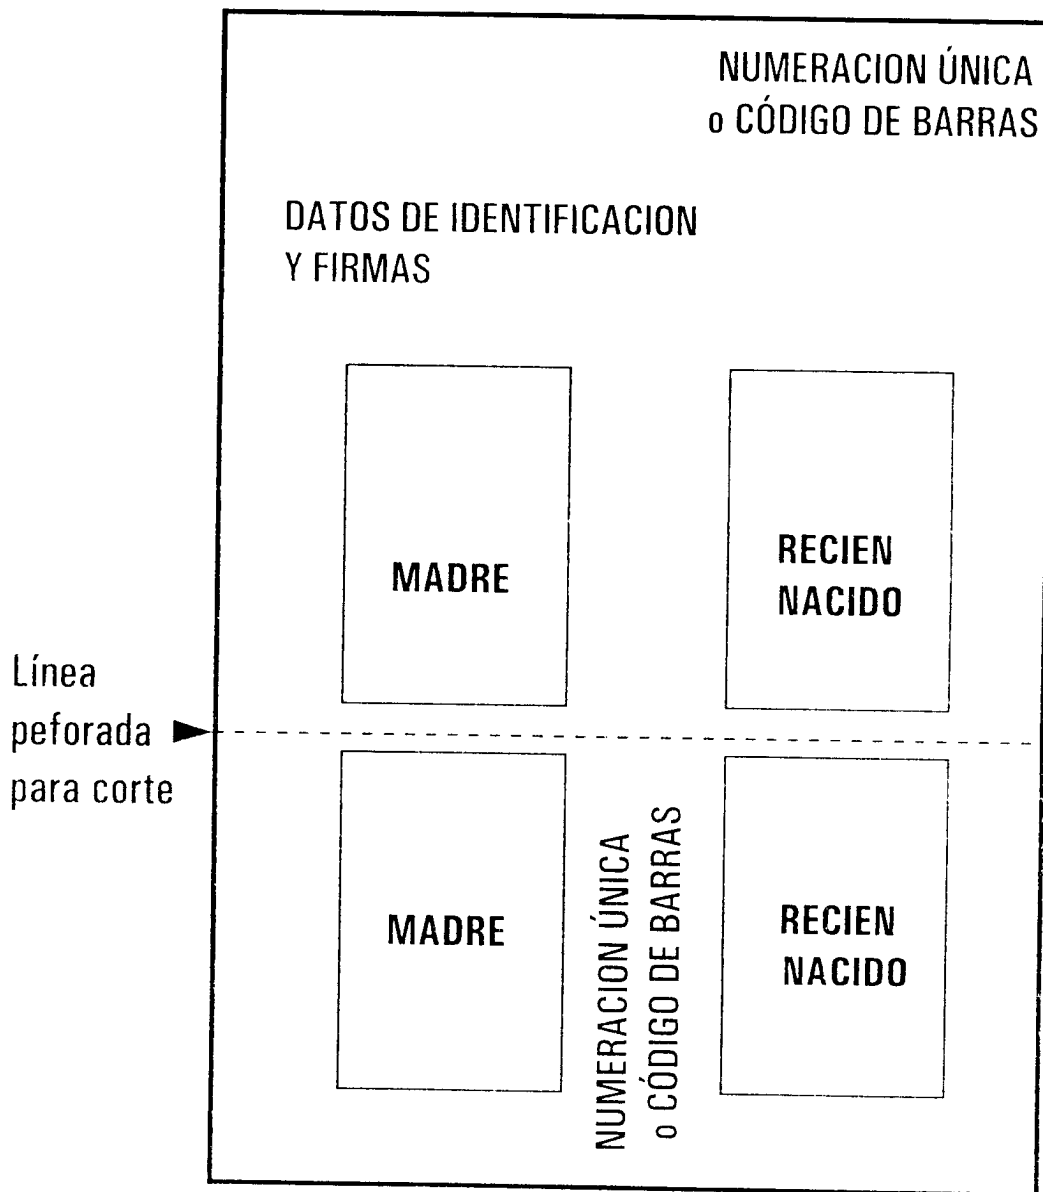 NUMERACION ÚNICA
o CÓDIGO DE BARRAS
DATOS DE IDENTIFICACION
Y FIRMAS
MADRE
RECIEN
NACIDO
Línea
peforada
para corte
MADRE
NUMERACION ÚNICA
o CÓDIGO DE BARRAS
RECIEN
NACIDO